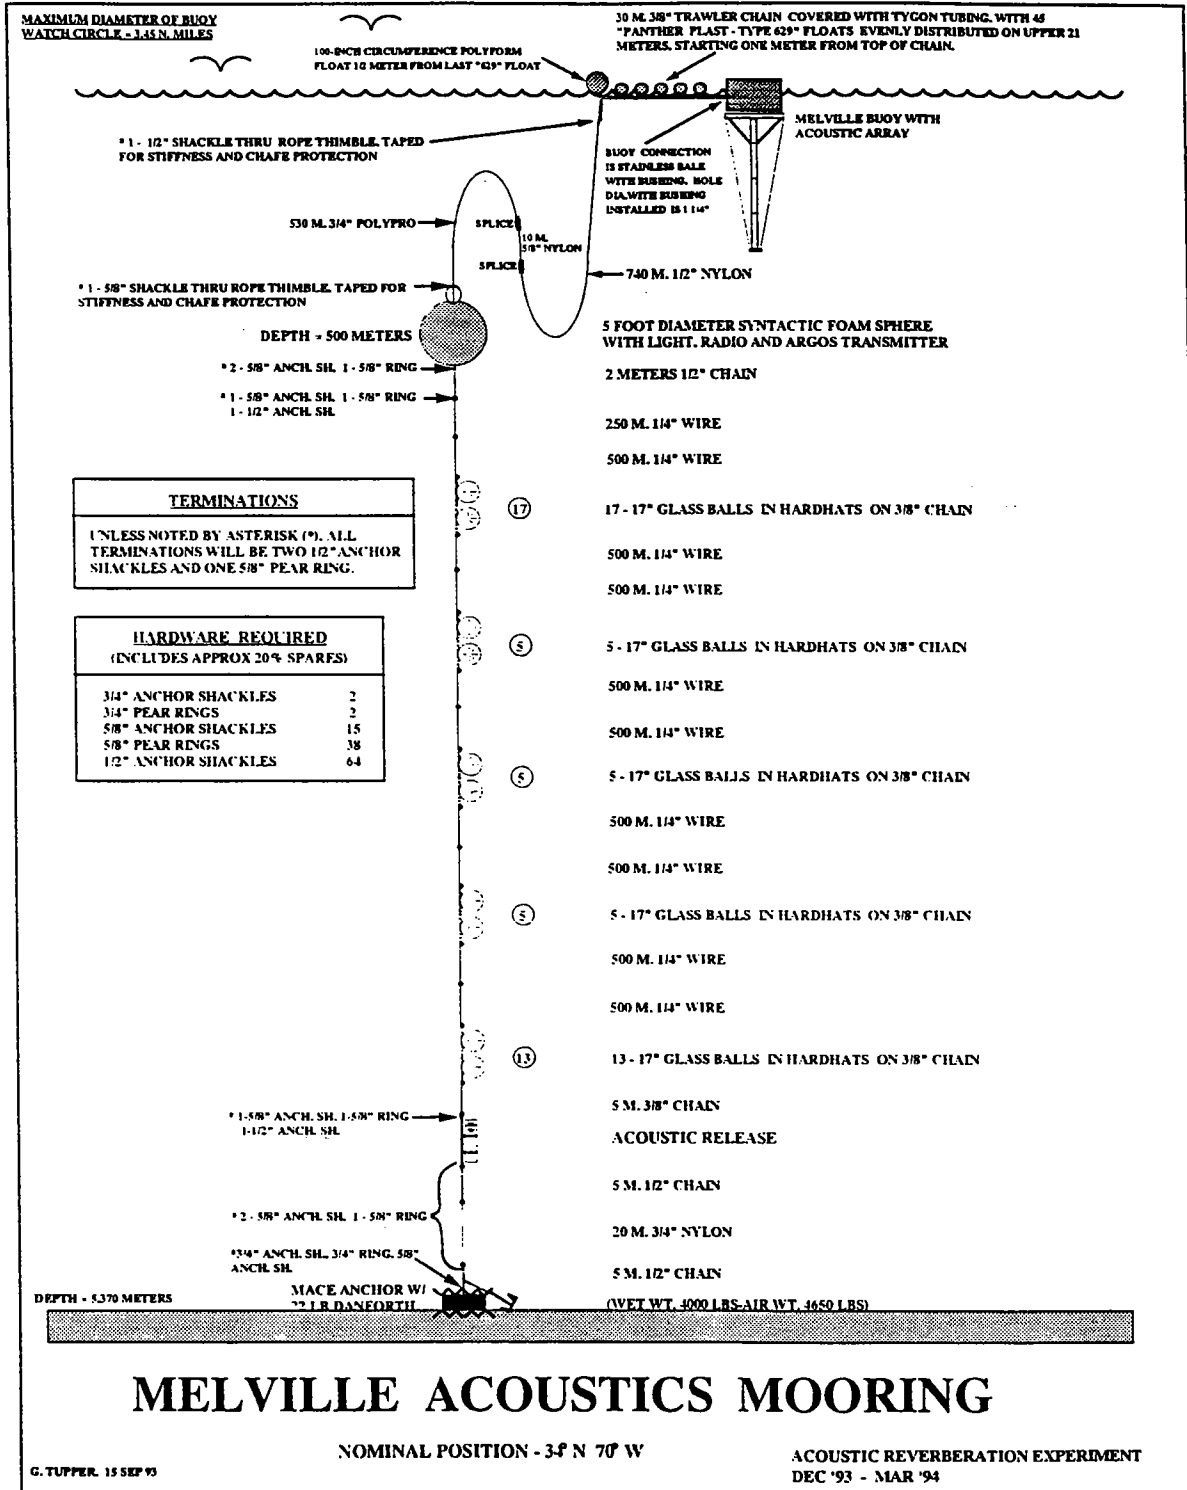 MAXIMUM DIAMETER OF BUOY
WATCH CIRCLE - 3.45 N. MILES
30 M. 3/8" TRAWLER CHAIN COVERED WITH TYGON TUBING, WITH 45
"PANTHER PLAST - TYPE 629" FLOATS EVENLY DISTRIBUTED ON UPPER 21
METERS, STARTING ONE METER FROM TOP OF CHAIN.
100-INCH CIRCUMFERENCE POLYFORM
FLOAT 1/2 METER FROM LAST "629" FLOAT
MELVILLE BUOY WITH
ACOUSTIC ARRAY
* 1 - 1/2" SHACKLE THRU ROPE THIMBLE, TAPED
FOR STIFFNESS AND CHAFE PROTECTION
BUOY CONNECTION
IS STAINLESS BALE
WITH BUSHING. HOLE
DIA. WITH BUSHING
INSTALLED IS 1 1/4"
530 M. 3/4" POLYPRO
SPLICE
10 M.
5/8" NYLON
SPLICE
740 M. 1/2" NYLON
* 1 - 5/8" SHACKLE THRU ROPE THIMBLE, TAPED FOR
STIFFNESS AND CHAFE PROTECTION
DEPTH = 500 METERS
5 FOOT DIAMETER SYNTACTIC FOAM SPHERE
WITH LIGHT, RADIO AND ARGOS TRANSMITTER
* 2 - 5/8" ANCH. SH, 1 - 5/8" RING
2 METERS 1/2" CHAIN
* 1 - 5/8" ANCH. SH. 1 - 5/8" RING
1 - 1/2" ANCH. SH.
250 M. 1/4" WIRE
500 M. 1/4" WIRE
TERMINATIONS
UNLESS NOTED BY ASTERISK (*), ALL
TERMINATIONS WILL BE TWO 1/2" ANCHOR
SHACKLES AND ONE 5/8" PEAR RING.
17
17 - 17" GLASS BALLS IN HARDHATS ON 3/8" CHAIN
500 M. 1/4" WIRE
500 M. 1/4" WIRE
HARDWARE REQUIRED
(INCLUDES APPROX 20% SPARES)
3/4" ANCHOR SHACKLES 2
3/4" PEAR RINGS 2
5/8" ANCHOR SHACKLES 15
5/8" PEAR RINGS 38
1/2" ANCHOR SHACKLES 64
5
5 - 17" GLASS BALLS IN HARDHATS ON 3/8" CHAIN
500 M. 1/4" WIRE
500 M. 1/4" WIRE
5
5 - 17" GLASS BALLS IN HARDHATS ON 3/8" CHAIN
500 M. 1/4" WIRE
500 M. 1/4" WIRE
5
5 - 17" GLASS BALLS IN HARDHATS ON 3/8" CHAIN
500 M. 1/4" WIRE
500 M. 1/4" WIRE
13
13 - 17" GLASS BALLS IN HARDHATS ON 3/8" CHAIN
5 M. 3/8" CHAIN
* 1-5/8" ANCH. SH, 1-5/8" RING
1-1/2" ANCH. SH.
ACOUSTIC RELEASE
5 M. 1/2" CHAIN
* 2 - 5/8" ANCH. SH, 1 - 5/8" RING
20 M. 3/4" NYLON
*3/4" ANCH. SH., 3/4" RING, 5/8"
ANCH. SH.
5 M. 1/2" CHAIN
MACE ANCHOR W/
22 LB DANFORTH
(WET WT. 4000 LBS-AIR WT. 4650 LBS)
DEPTH = 5,370 METERS
MELVILLE ACOUSTICS MOORING
NOMINAL POSITION - N 70° W
G. TUPPER, 15 SEP 93
ACOUSTIC REVERBERATION EXPERIMENT
DEC '93 - MAR '94